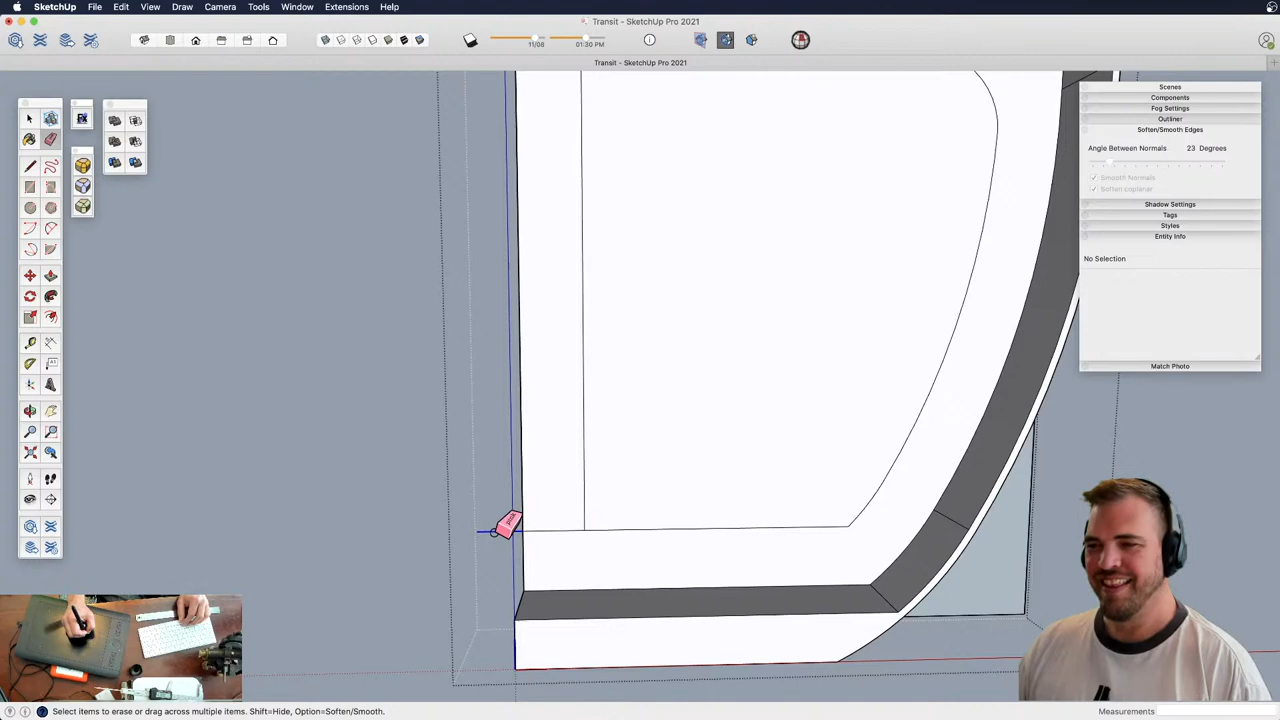 SketchUp File Edit View Draw Camera Tools Window Extensions Help
Transit - SketchUp Pro 2021
11/08 01:30 PM
Transit - SketchUp Pro 2021
Scenes
Components
Fog Settings
Outliner
Soften/Smooth Edges
Angle Between Normals 23 Degrees
Smooth Normals
Soften coplanar
Shadow Settings
Tags
Styles
Entity Info
No Selection
Match Photo
Select items to erase or drag across multiple items. Shift=Hide, Option=Soften/Smooth.
Measurements